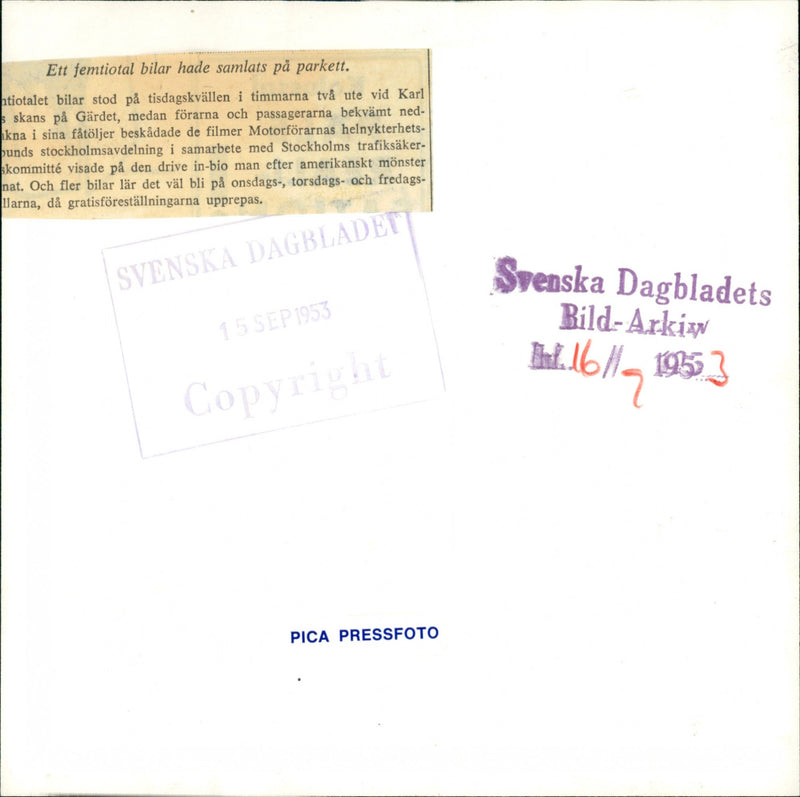 Ett femtiotal bilar hade samlats på parkett.
ntiotalet bilar stod på tisdagskvällen i timmarna två ute vid Karl
s skans på Gärdet, medan förarna och passagerarna bekvämt ned-
kna i sina fåtöljer beskådade de filmer Motorförarnas helnykterhets-
unds stockholmsavdelning i samarbete med Stockholms trafiksäker-
skommitté visade på den drive in-bio man efter amerikanskt mönster
nat. Och fler bilar lär det väl bli på onsdags-, torsdags- och fredags-
llarna, då gratisföreställningarna upprepas.
SVENSKA DAGBLADET
15 SEP 1953
Copyright
Svenska Dagbladets
Bild-Arkiv
Inl. 16/7 1953
PICA PRESSFOTO